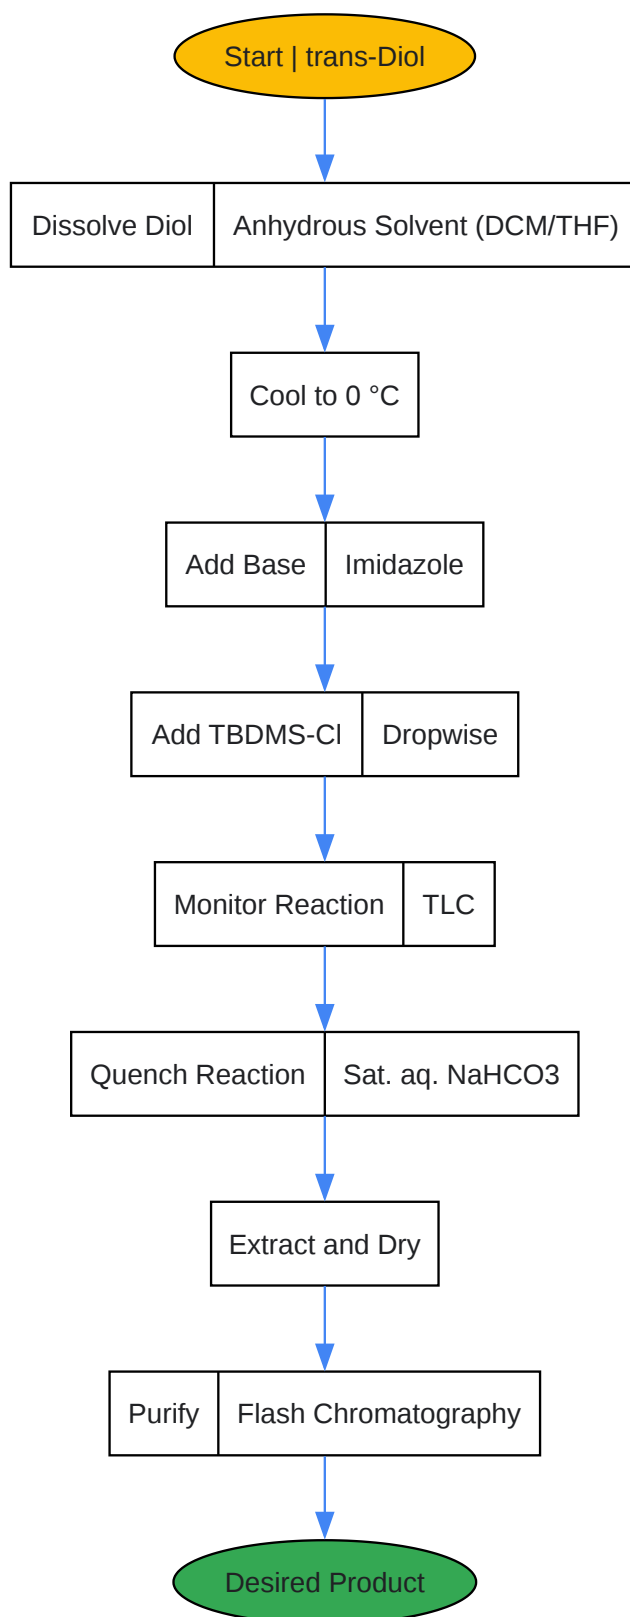 Start | trans-Diol
Dissolve Diol
Anhydrous Solvent (DCM/THF)
Cool to 0 °C
Add Base
Imidazole
Add TBDMS-Cl
Dropwise
Monitor Reaction
TLC
Quench Reaction
Sat. aq. NaHCO3
Extract and Dry
Purify
Flash Chromatography
Desired Product